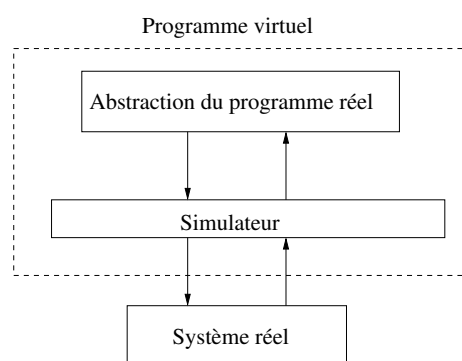 Programme virtuel
Abstraction du programme réel
Simulateur
Système réel